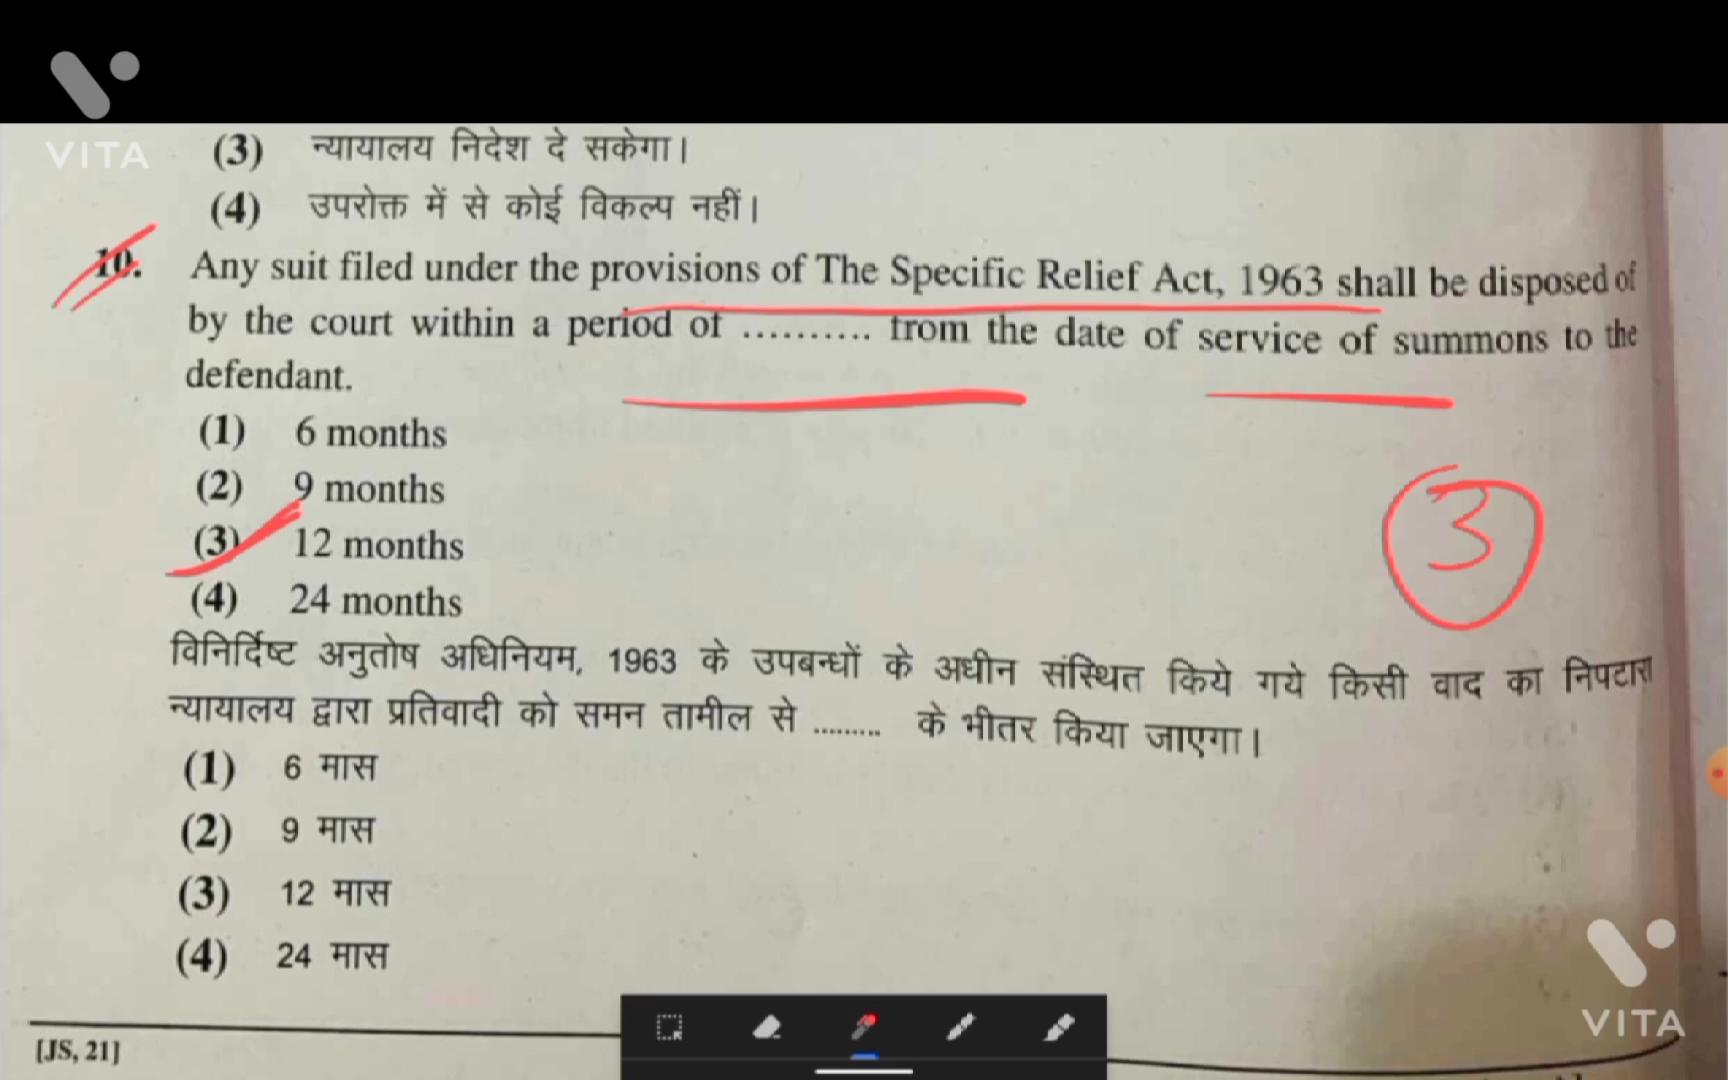 VITA
(3) न्यायालय निदेश दे सकेगा।
(4) उपरोक्त में से कोई विकल्प नहीं।
10. Any suit filed under the provisions of The Specific Relief Act, 1963 shall be disposed of
by the court within a period of .......... from the date of service of summons to the
defendant.
(1) 6 months
(2) 9 months
(3) 12 months
3
(4) 24 months
विनिर्दिष्ट अनुतोष अधिनियम, 1963 के उपबन्धों के अधीन संस्थित किये गये किसी वाद का निपटारा
न्यायालय द्वारा प्रतिवादी को समन तामील से ......... के भीतर किया जाएगा।
(1) 6 मास
(2) 9 मास
(3) 12 मास
(4) 24 मास
VITA
[JS, 21]